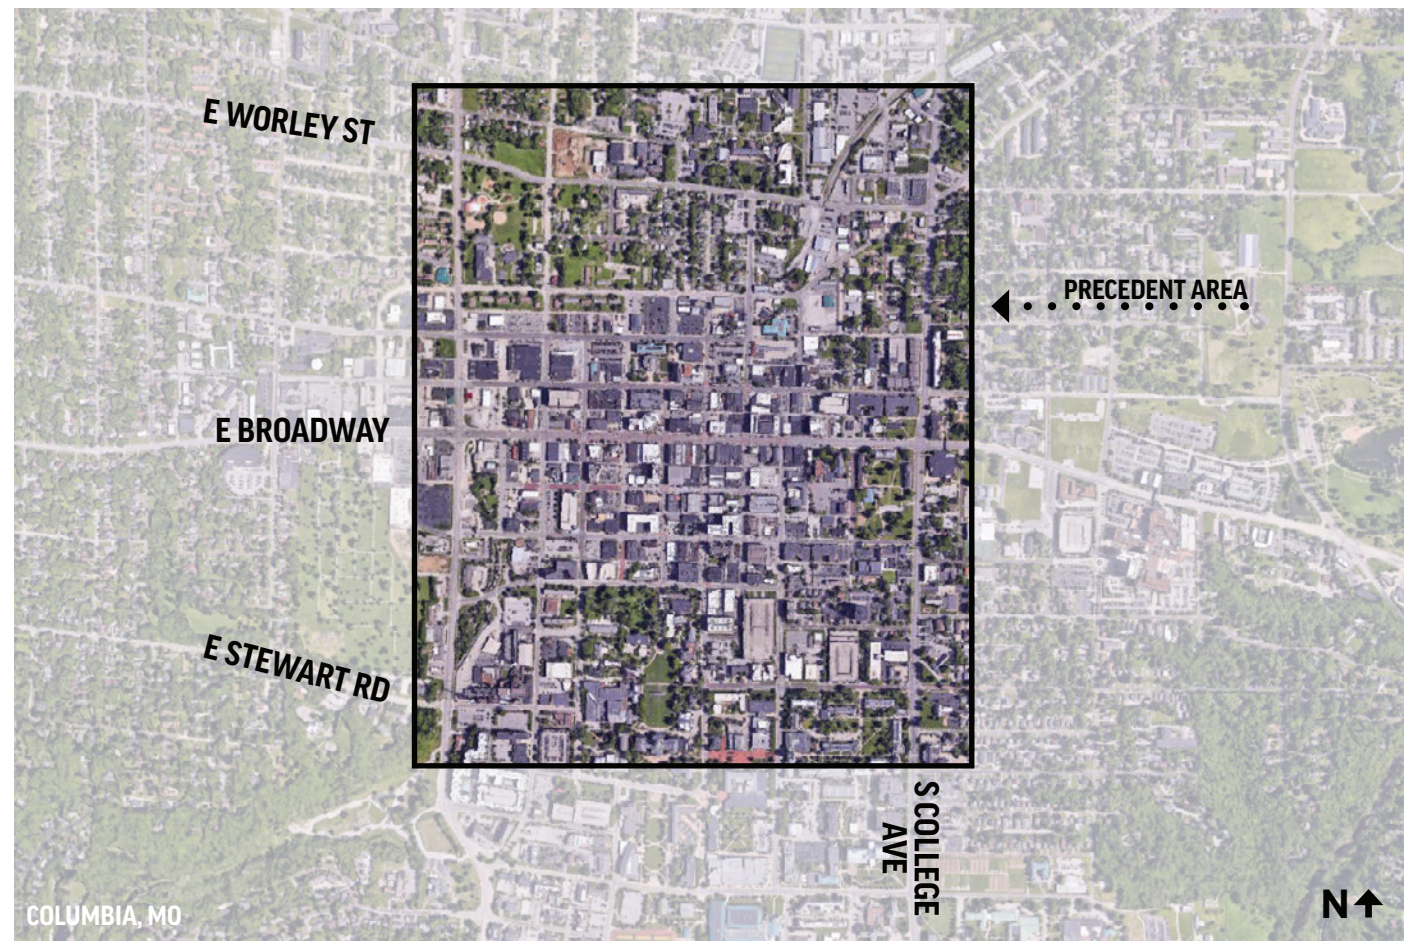 E WORLEY ST
PRECEDENT AREA
E BROADWAY
E STEWART RD
S COLLEGE
AVE
COLUMBIA, MO
N